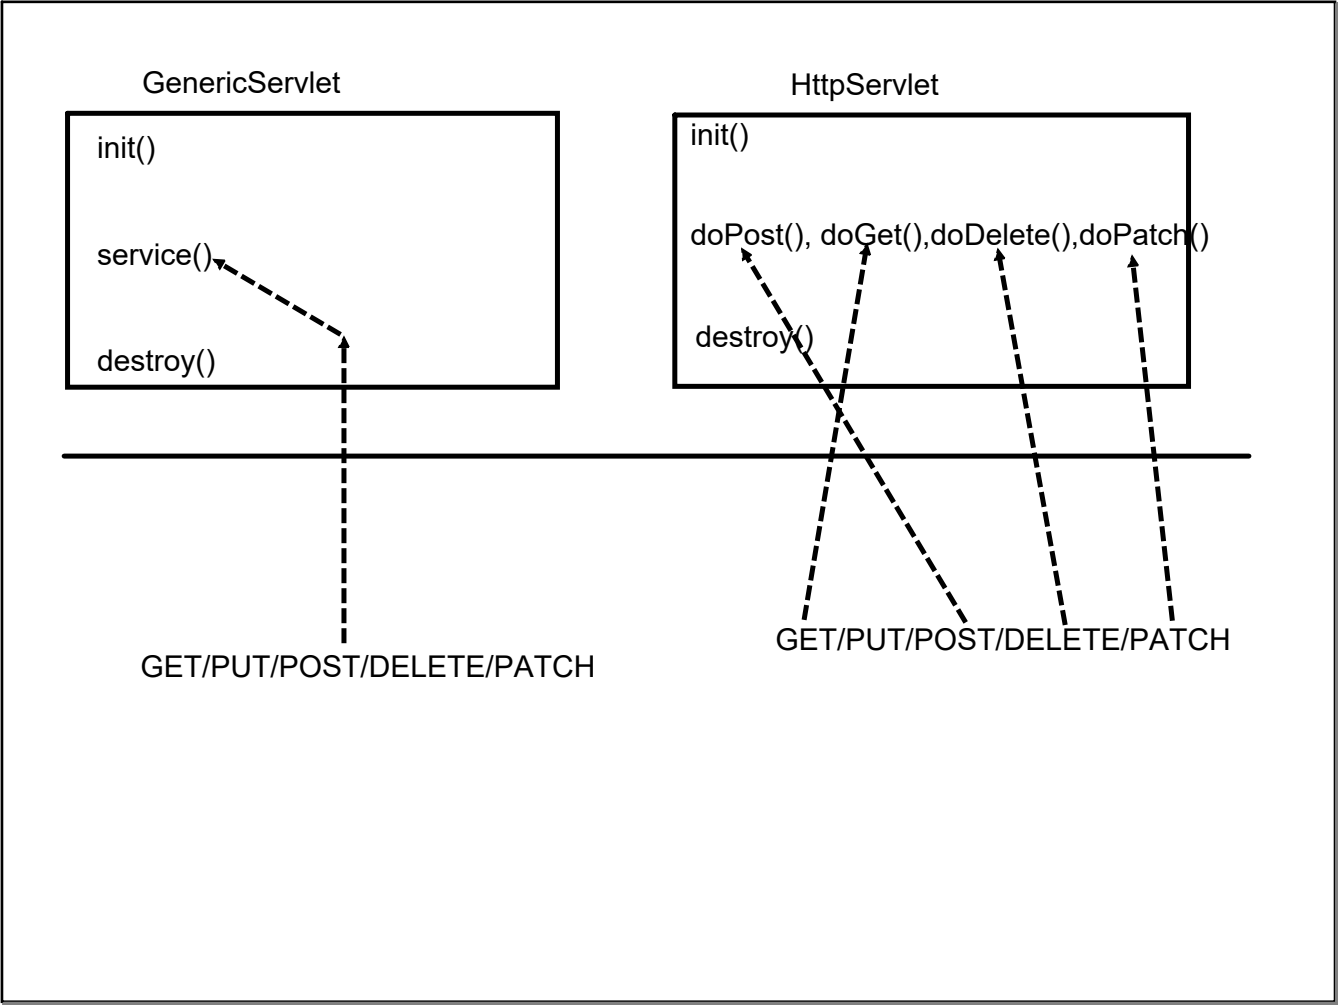 GenericServlet
init()
service()
destroy()
GET/PUT/POST/DELETE/PATCH
HttpServlet
init()
doPost(), doGet(),doDelete(),doPatch()
destroy()
GET/PUT/POST/DELETE/PATCH